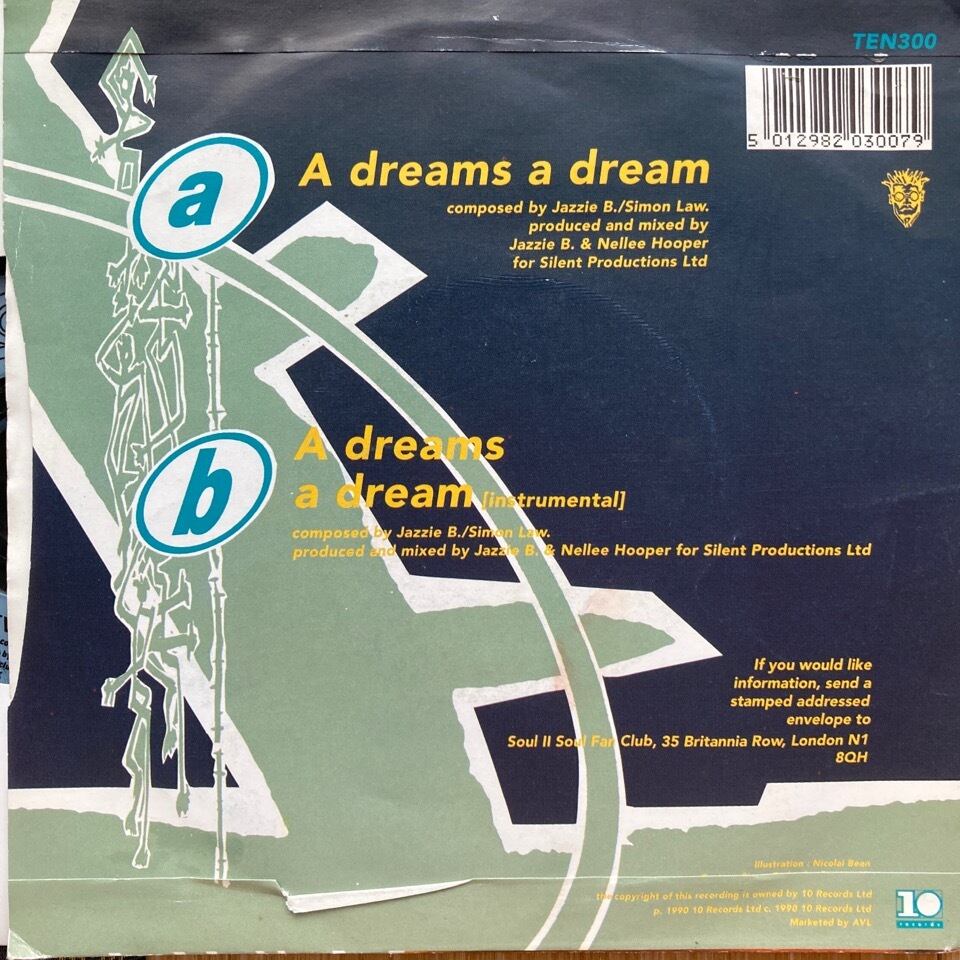 TEN300
5 012982 030079
a
A dreams a dream
composed by Jazzie B./Simon Law.
produced and mixed by
Jazzie B. & Nellee Hooper
for Silent Productions Ltd
b
A dreams
a dream [instrumental]
composed by Jazzie B./Simon Law.
produced and mixed by Jazzie B. & Nellee Hooper for Silent Productions Ltd
If you would like
information, send a
stamped addressed
envelope to
Soul II Soul Fan Club, 35 Britannia Row, London N1
8QH
Illustration : Nicolai Bean
the copyright of this recording is owned by 10 Records Ltd
p. 1990 10 Records Ltd c. 1990 10 Records Ltd
Marketed by AVL
10
records